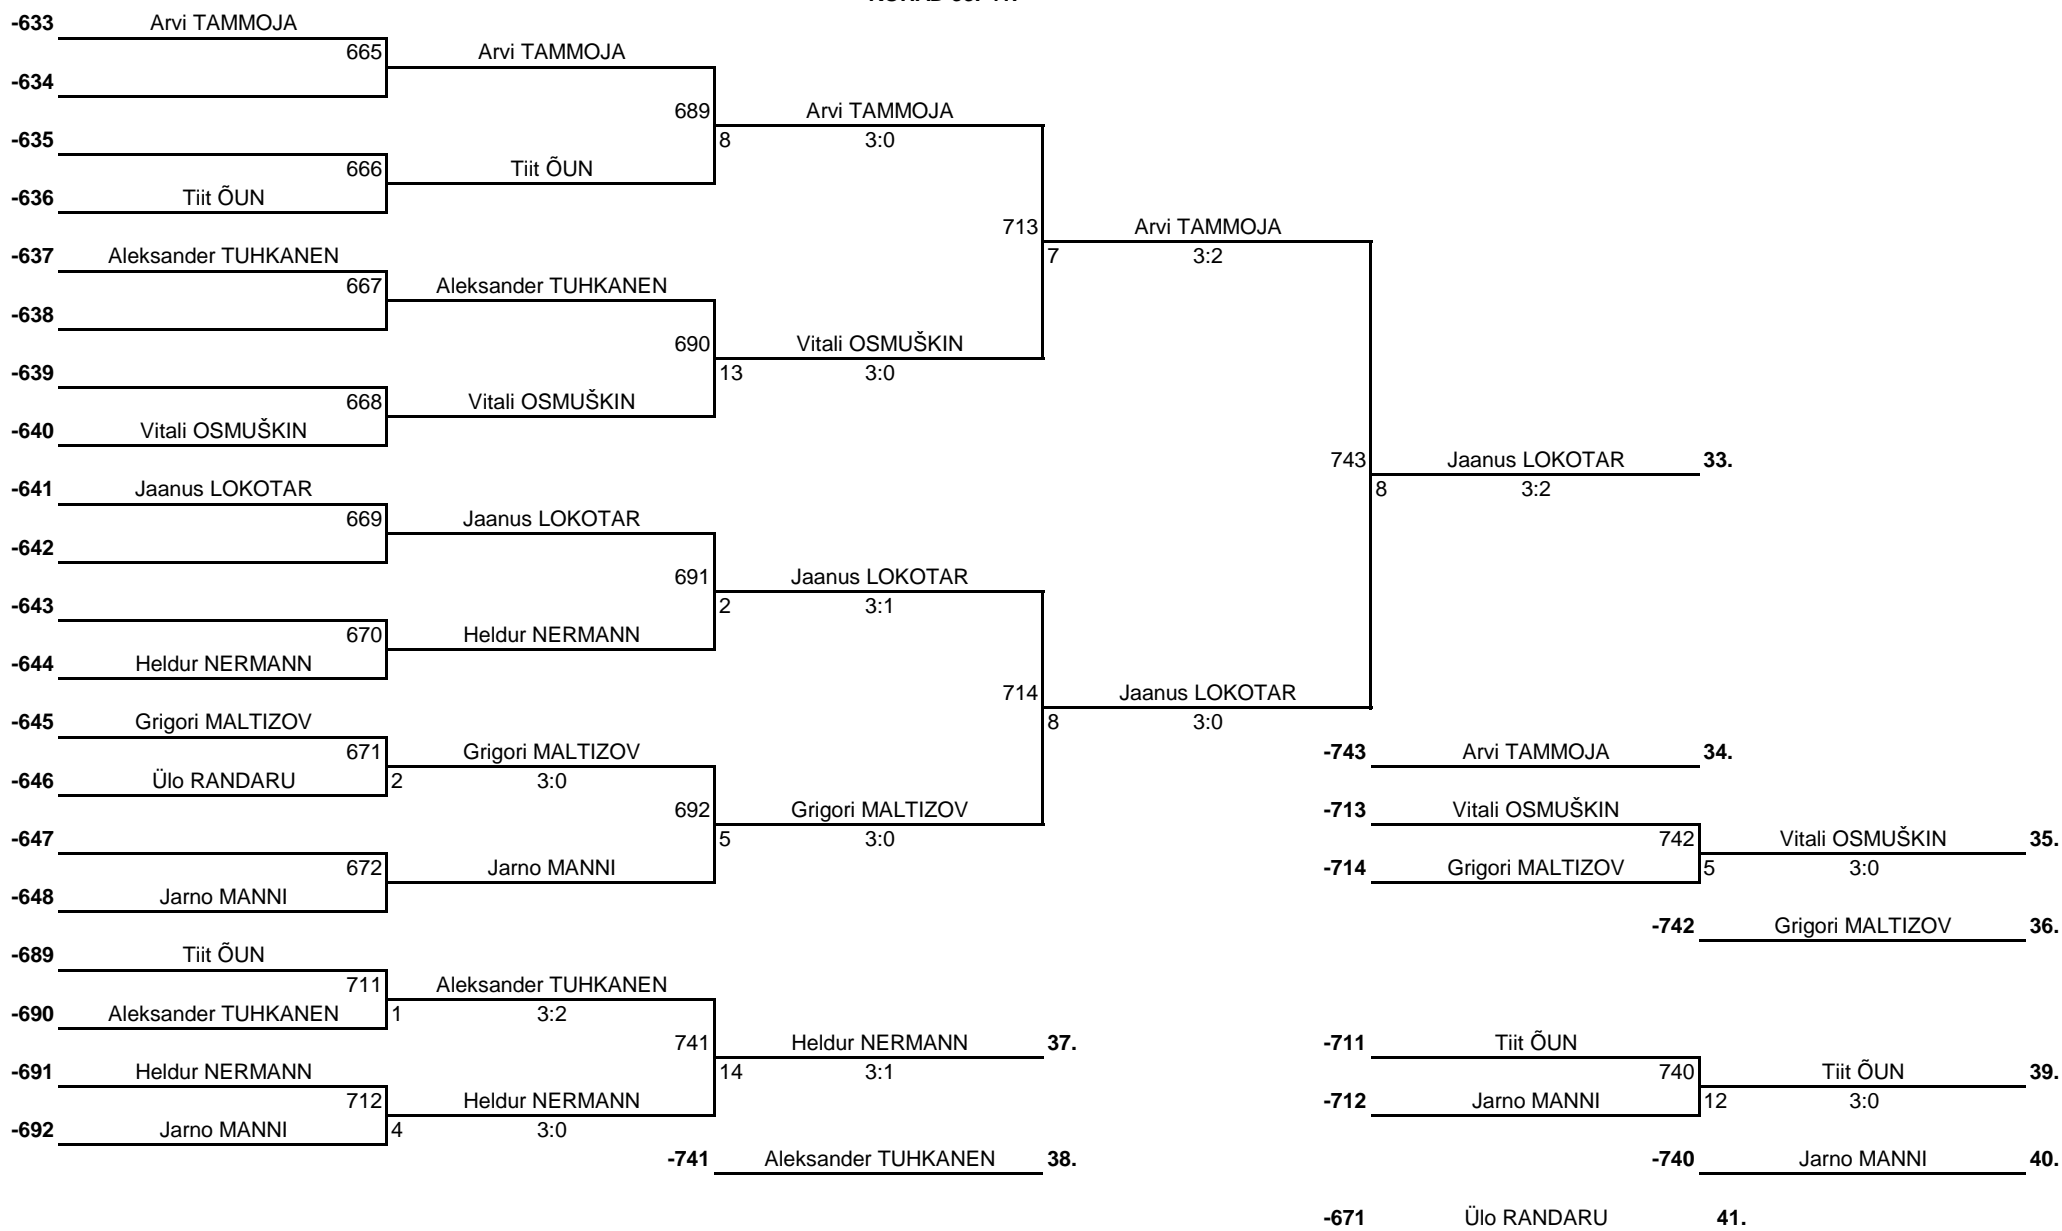 -633 Arvi TAMMOJA
665 Arvi TAMMOJA
-634
689 Arvi TAMMOJA
-635 8 3:0
666 Tiit ÕUN
-636 Tiit ÕUN
713 Arvi TAMMOJA
-637 Aleksander TUHKANEN 7 3:2
667 Aleksander TUHKANEN
-638
690 Vitali OSMUŠKIN
-639 13 3:0
668 Vitali OSMUŠKIN
-640 Vitali OSMUŠKIN
743 Jaanus LOKOTAR 33.
-641 Jaanus LOKOTAR 8 3:2
669 Jaanus LOKOTAR
-642
691 Jaanus LOKOTAR
-643 2 3:1
670 Heldur NERMANN
-644 Heldur NERMANN
714 Jaanus LOKOTAR
-645 Grigori MALTIZOV 8 3:0
671 Grigori MALTIZOV -743 Arvi TAMMOJA 34.
-646 Ülo RANDARU 2 3:0
692 Grigori MALTIZOV -713 Vitali OSMUŠKIN
-647 5 3:0 742 Vitali OSMUŠKIN 35.
672 Jarno MANNI -714 Grigori MALTIZOV 5 3:0
-648 Jarno MANNI
-742 Grigori MALTIZOV 36.
-689 Tiit ÕUN
711 Aleksander TUHKANEN
-690 Aleksander TUHKANEN 1 3:2
741 Heldur NERMANN 37. -711 Tiit ÕUN
-691 Heldur NERMANN 14 3:1 740 Tiit ÕUN 39.
712 Heldur NERMANN -712 Jarno MANNI 12 3:0
-692 Jarno MANNI 4 3:0
-741 Aleksander TUHKANEN 38. -740 Jarno MANNI 40.
-671 Ülo RANDARU 41.